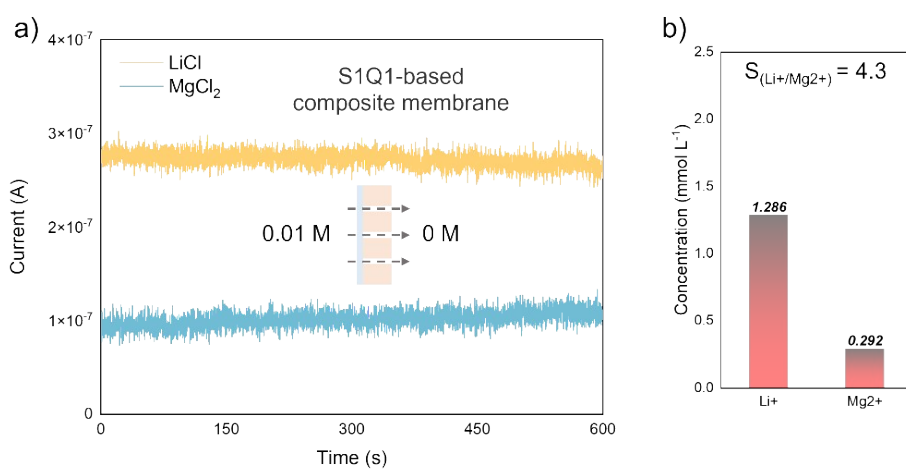 a)
4×10⁻⁷
3×10⁻⁷
2×10⁻⁷
1×10⁻⁷
0
Current (A)
LiCl
MgCl₂
S1Q1-based
composite membrane
0.01 M
0 M
0
150
300
450
600
Time (s)
b)
2.5
2.0
1.5
1.0
0.5
0.0
Concentration (mmol L⁻¹)
S(Li+/Mg2+) = 4.3
1.286
0.292
Li+
Mg2+